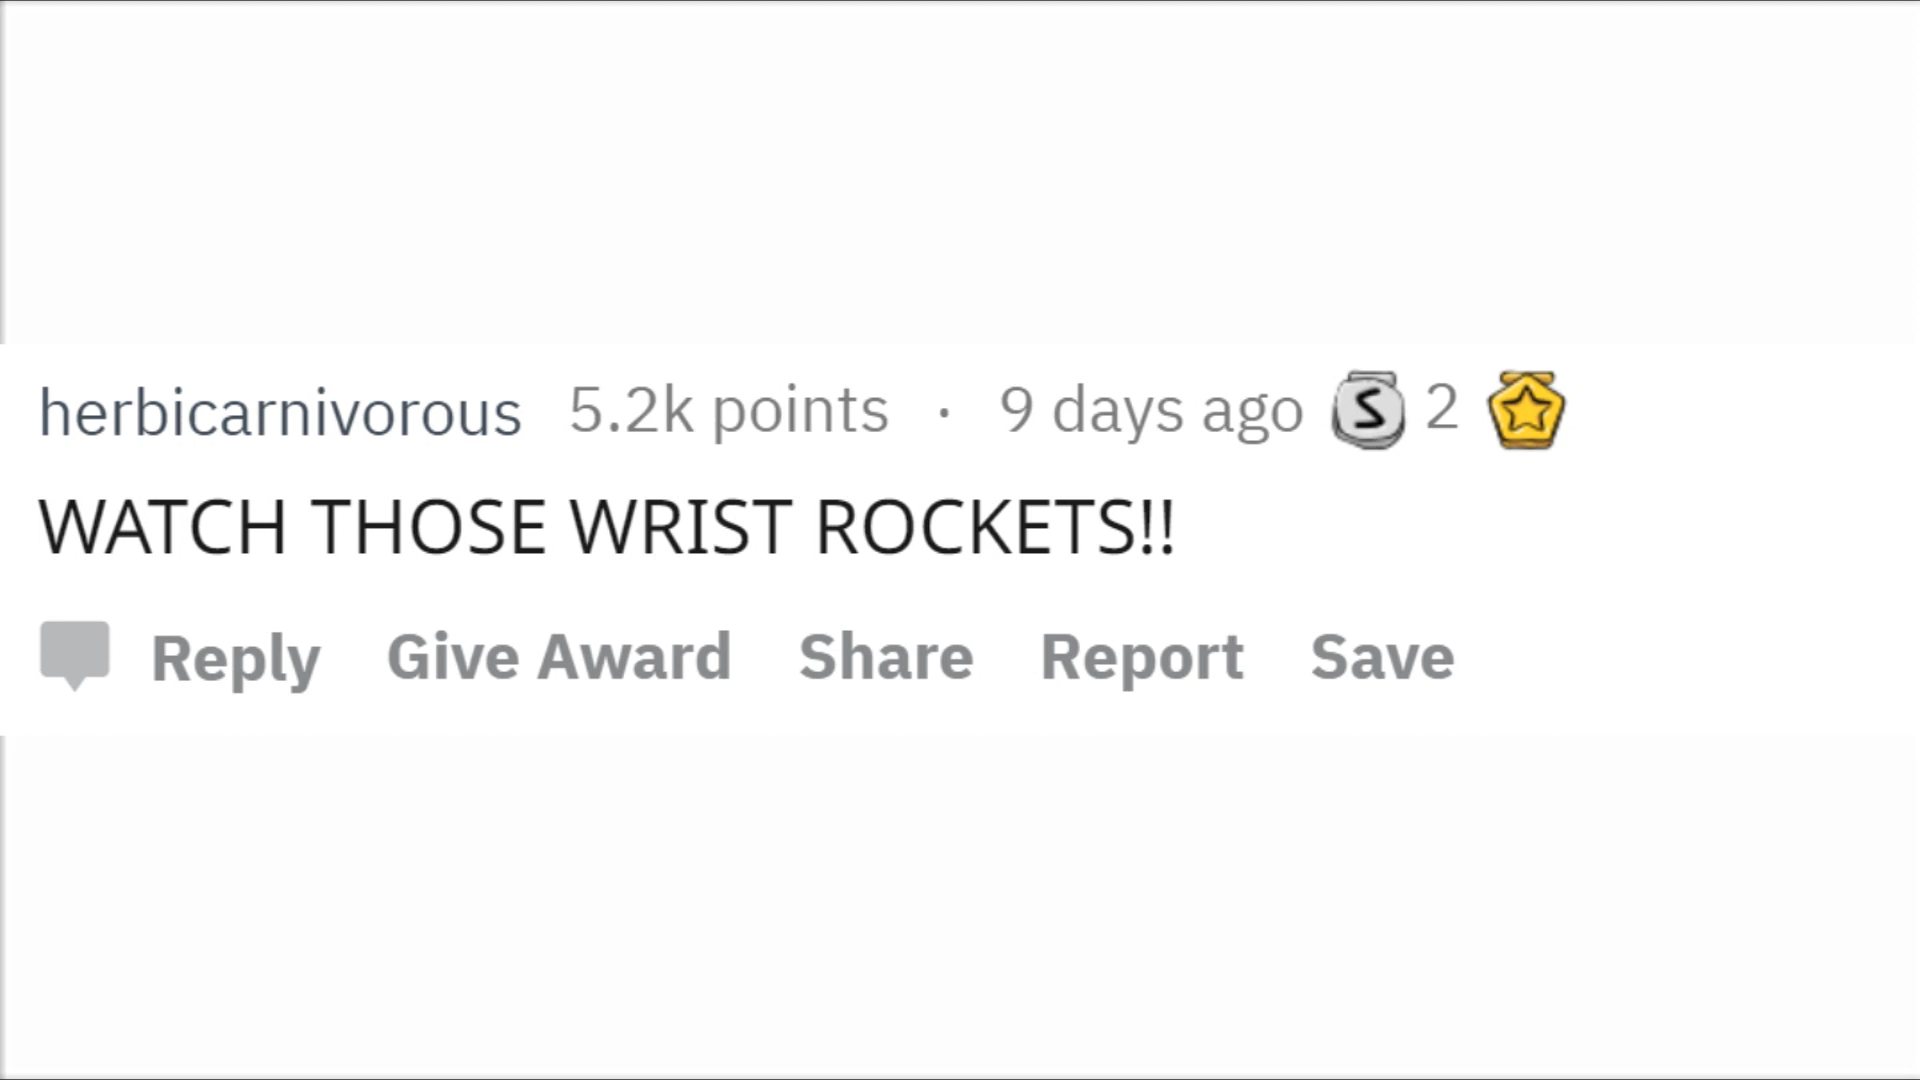 herbicarnivorous 5.2k points · 9 days ago S 2
WATCH THOSE WRIST ROCKETS!!
Reply Give Award Share Report Save